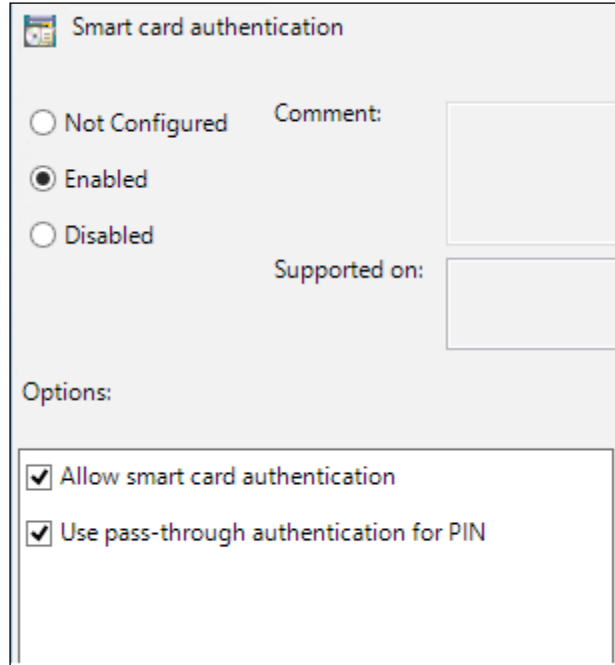 Smart card authentication
Not Configured
Comment:
Enabled
Disabled
Supported on:
Options:
Allow smart card authentication
Use pass-through authentication for PIN